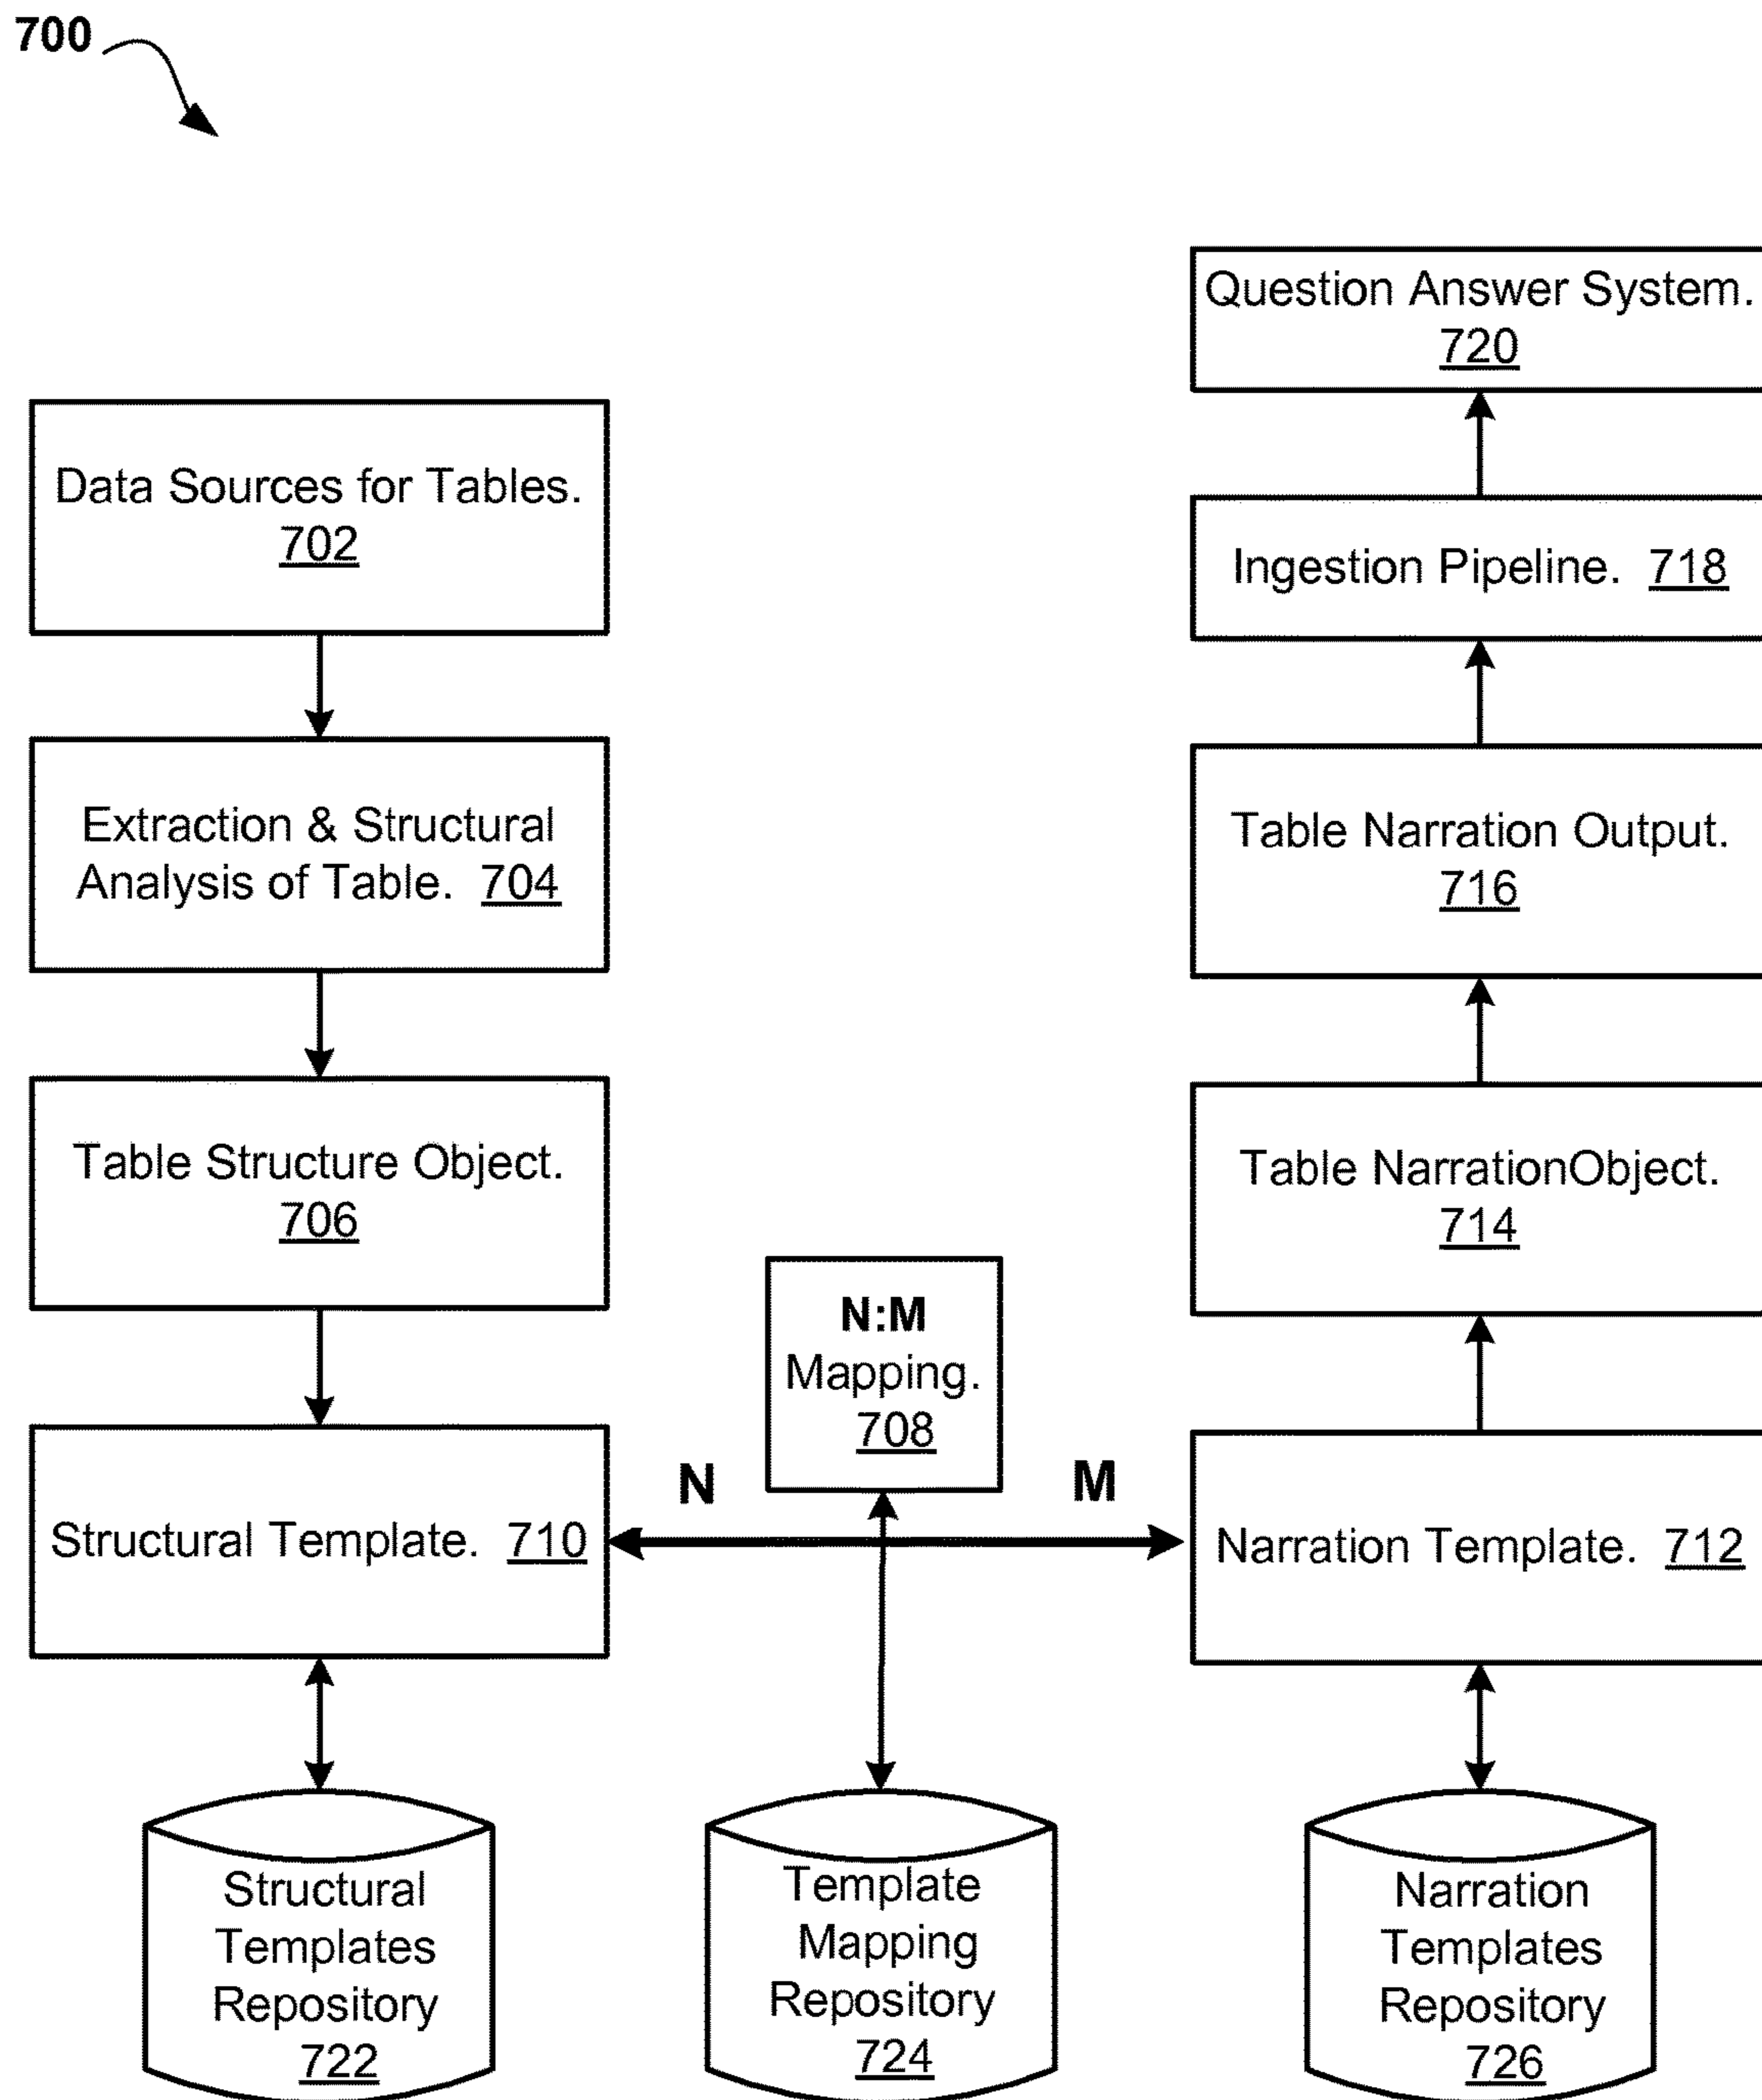 700
Question Answer System.
720
Data Sources for Tables.
702
Ingestion Pipeline. 718
Extraction & Structural
Analysis of Table. 704
Table Narration Output.
716
Table Structure Object.
706
Table NarrationObject.
714
N:M
Mapping.
708
N
M
Structural Template. 710
Narration Template. 712
Structural
Templates
Repository
722
Template
Mapping
Repository
724
Narration
Templates
Repository
726